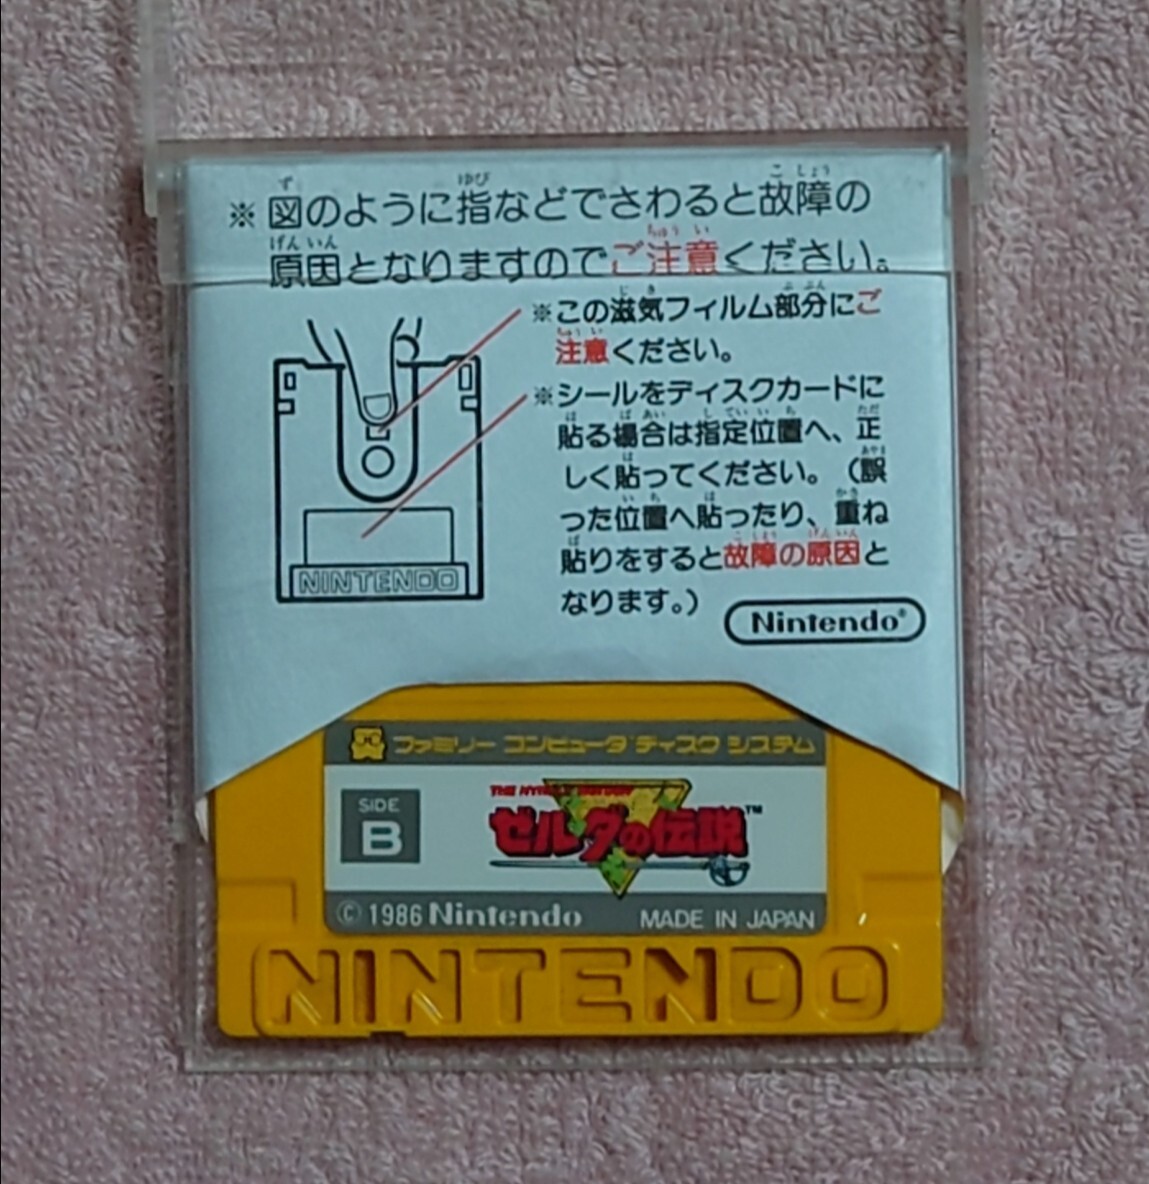 ※図のように指などでさわると故障の
原因となりますのでご注意ください。
※この滋気フィルム部分にご
注意ください。
※シールをディスクカードに
貼る場合は指定位置へ、正
しく貼ってください。(誤
った位置へ貼ったり、重ね
貼りをすると故障の原因と
なります。)
NINTENDO
Nintendo®
ファミリーコンピュータ ディスク システム
SIDE
B
THE HYRULE FANTASY
ゼルダの伝説™
© 1986 Nintendo MADE IN JAPAN
NINTENDO